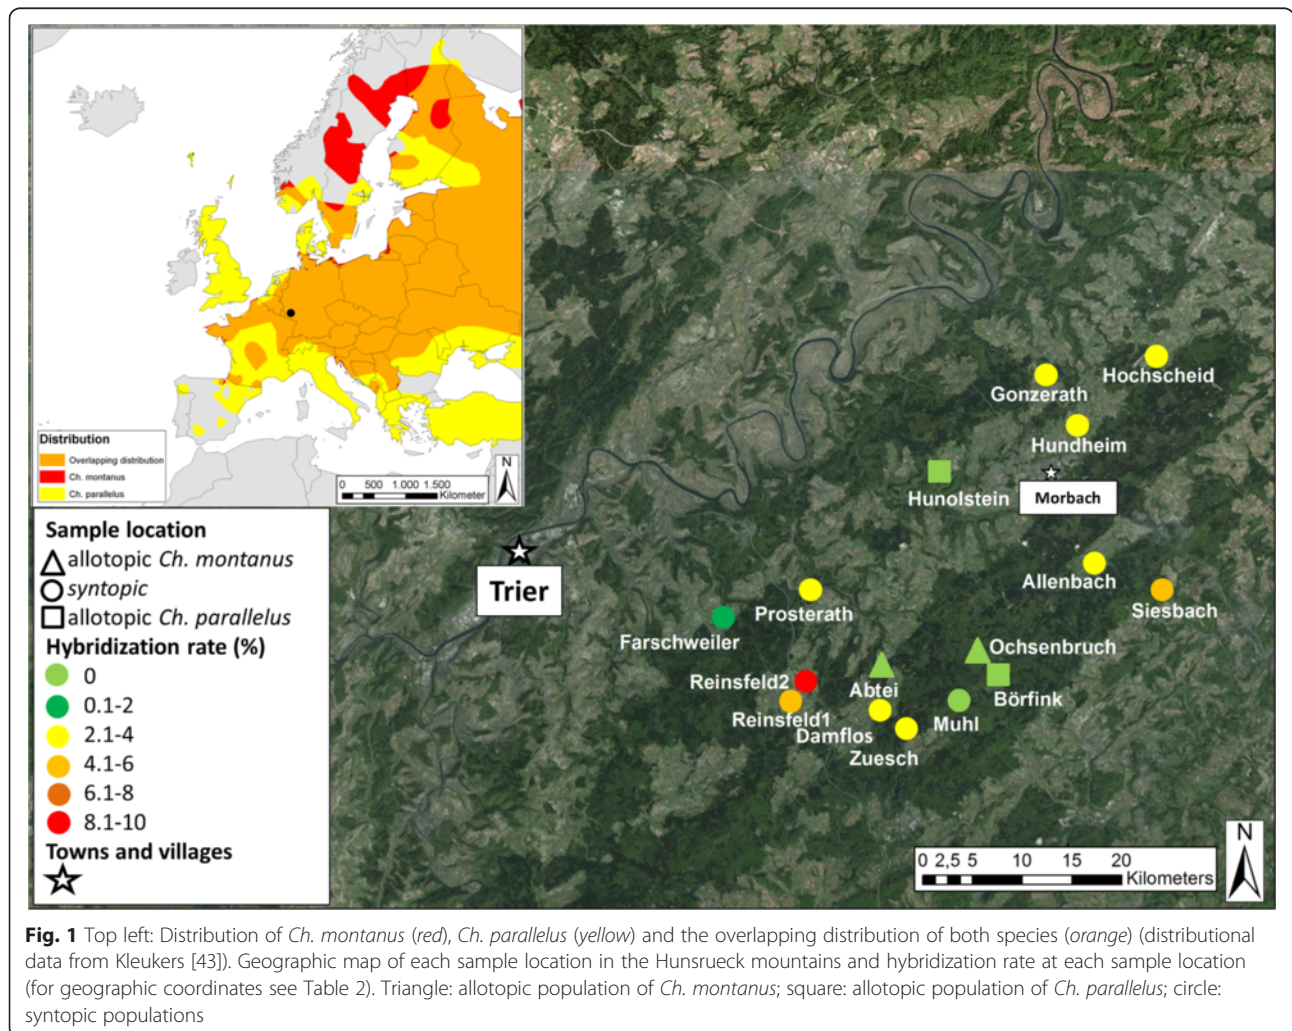 Distribution
Overlapping distribution
Ch. montanus
Ch. parallelus
N
0 500 1.000 1.500
Kilometer
Sample location
allotopic Ch. montanus
syntopic
allotopic Ch. parallelus
Hybridization rate (%)
0
0.1-2
2.1-4
4.1-6
6.1-8
8.1-10
Towns and villages
Hochscheid
Gonzerath
Hundheim
Hunolstein
Morbach
Trier
Allenbach
Siesbach
Prosterath
Farschweiler
Ochsenbruch
Reinsfeld2
Abtei
Börfink
Reinsfeld1
Damflos
Muhl
Zuesch
N
0 2,5 5 10 15 20
Kilometers
Fig. 1 Top left: Distribution of Ch. montanus (red), Ch. parallelus (yellow) and the overlapping distribution of both species (orange) (distributional
data from Kleukers [43]). Geographic map of each sample location in the Hunsrueck mountains and hybridization rate at each sample location
(for geographic coordinates see Table 2). Triangle: allotopic population of Ch. montanus; square: allotopic population of Ch. parallelus; circle:
syntopic populations